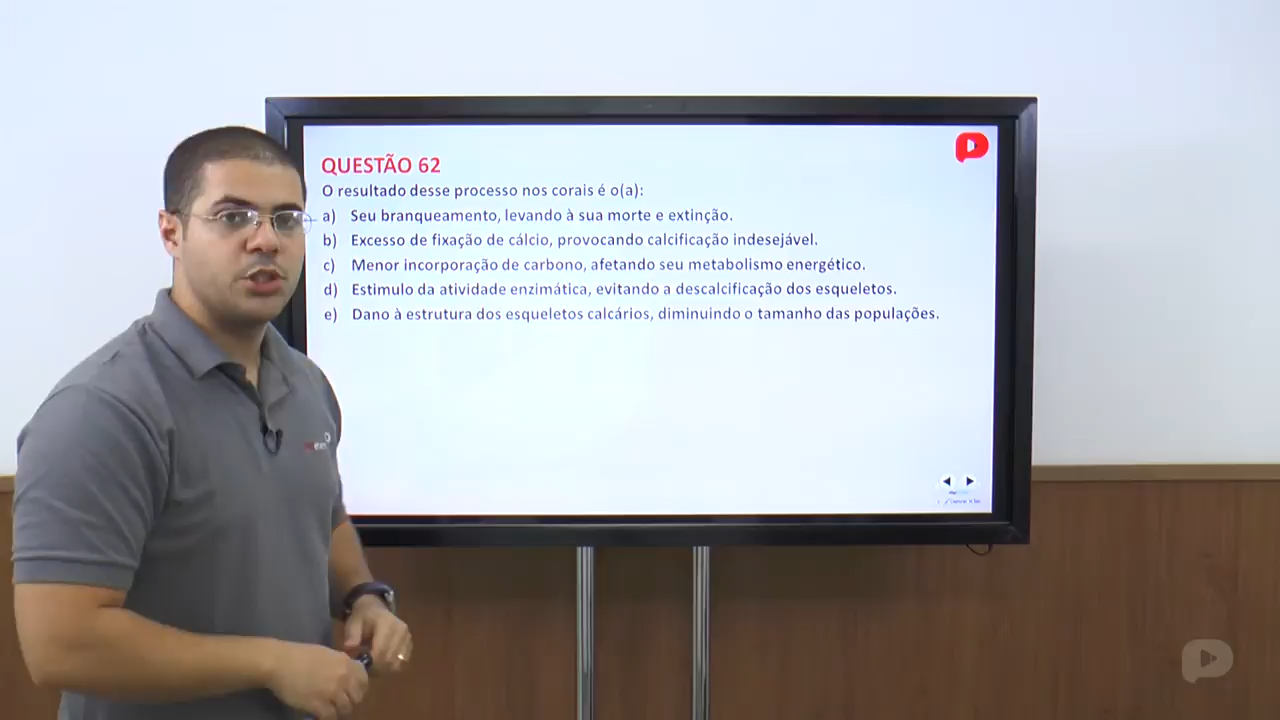 QUESTÃO 62
O resultado desse processo nos corais é o(a):
a) Seu branqueamento, levando à sua morte e extinção.
b) Excesso de fixação de cálcio, provocando calcificação indesejável.
c) Menor incorporação de carbono, afetando seu metabolismo energético.
d) Estimulo da atividade enzimática, evitando a descalcificação dos esqueletos.
e) Dano à estrutura dos esqueletos calcários, diminuindo o tamanho das populações.